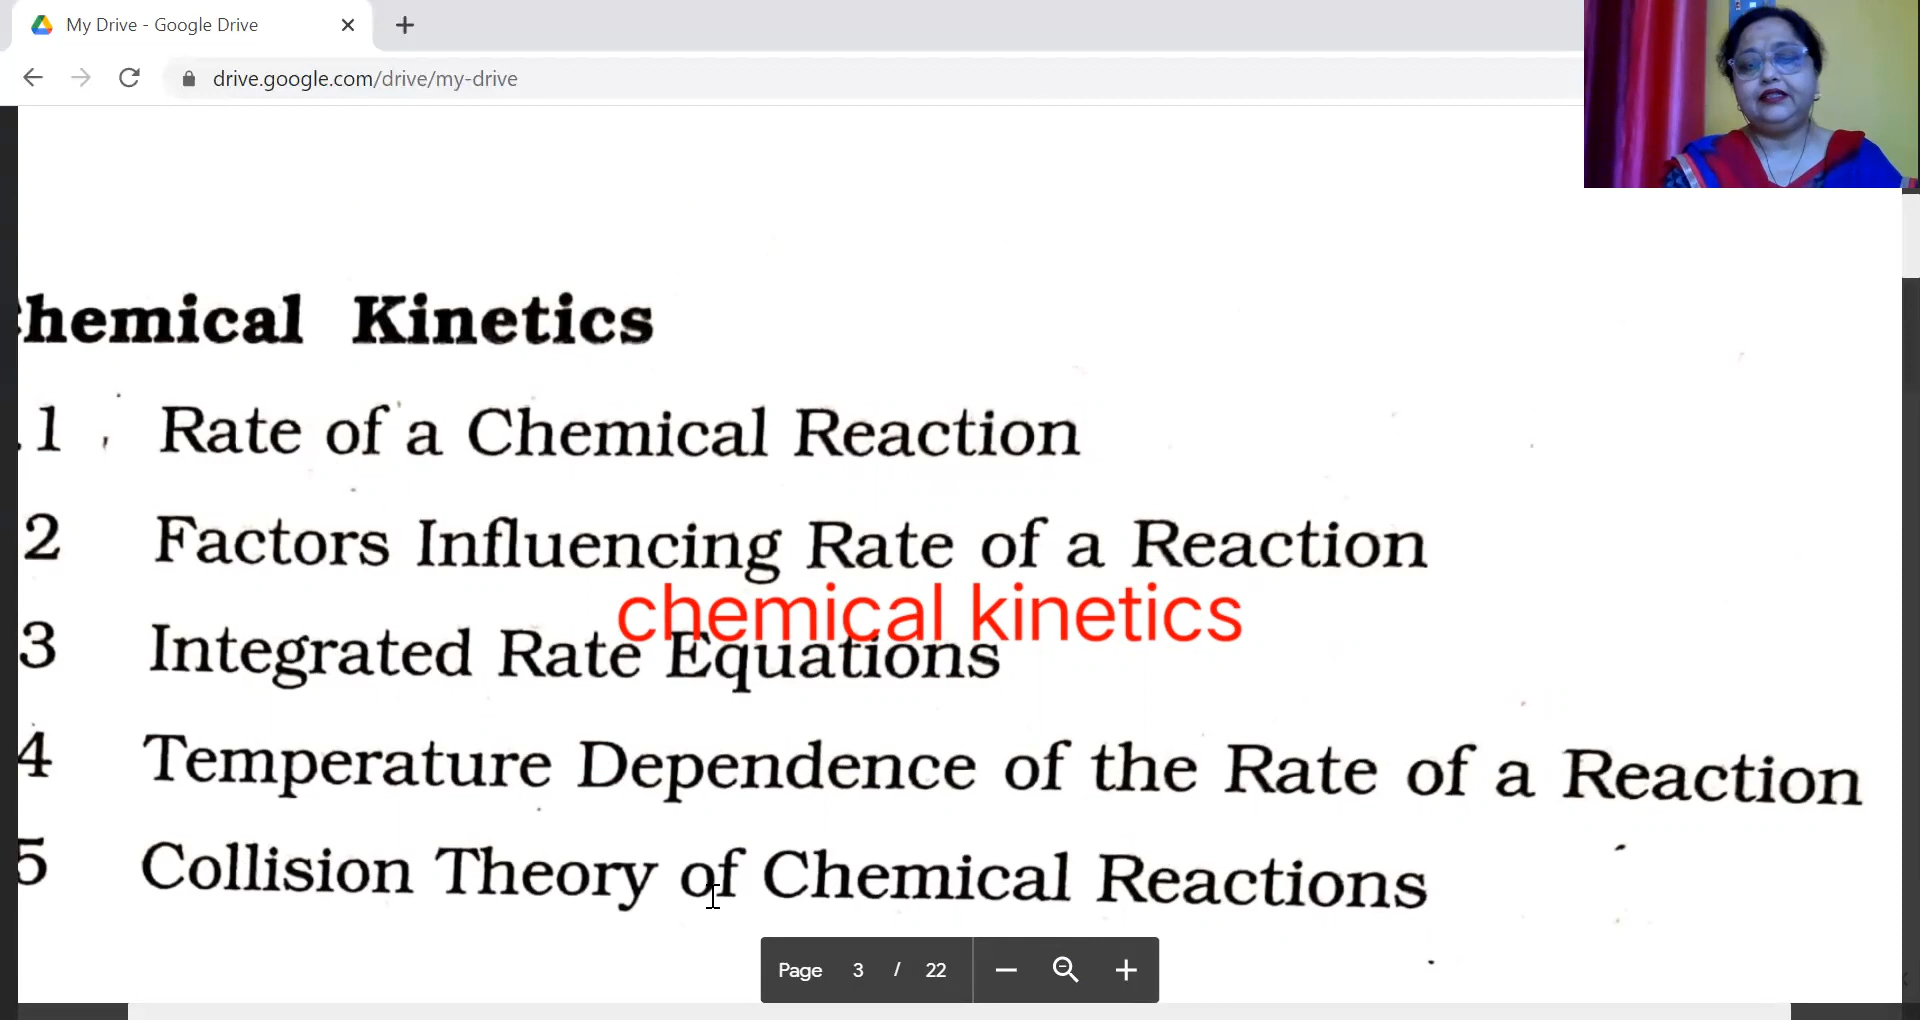 My Drive - Google Drive
drive.google.com/drive/my-drive
hemical Kinetics
.1 Rate of a Chemical Reaction
2 Factors Influencing Rate of a Reaction
chemical kinetics
3 Integrated Rate Equations
4 Temperature Dependence of the Rate of a Reaction
5 Collision Theory of Chemical Reactions
Page 3 / 22